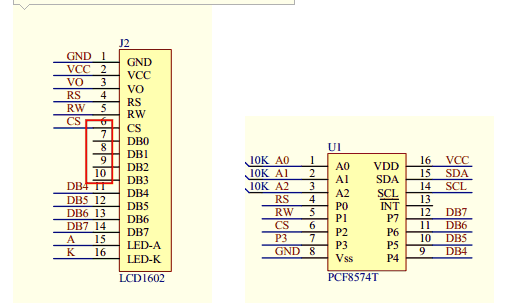 J2
GND 1 GND
VCC 2 VCC
VO 3 VO
RS 4 RS
RW 5 RW
CS 6 CS
7 DB0
8 DB1
9 DB2
10 DB3
DB4 11 DB4
DB5 12 DB5
DB6 13 DB6
DB7 14 DB7
A 15 LED-A
K 16 LED-K
LCD1602
U1
10K A0 1 A0 VDD 16 VCC
10K A1 2 A1 SDA 15 SDA
10K A2 3 A2 SCL 14 SCL
RS 4 P0 INT 13
RW 5 P1 P7 12 DB7
CS 6 P2 P6 11 DB6
P3 7 P3 P5 10 DB5
GND 8 Vss P4 9 DB4
PCF8574T